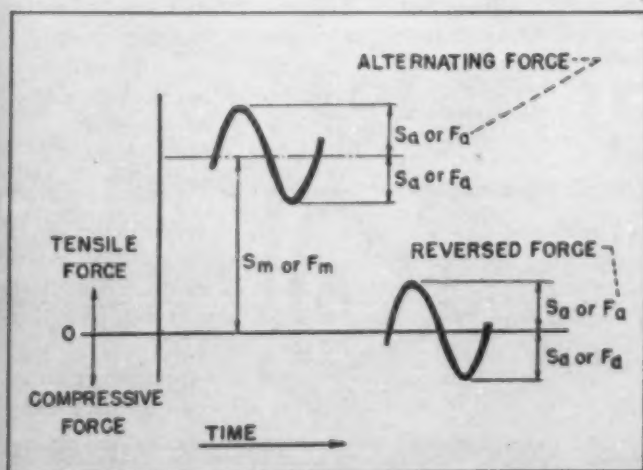 ALTERNATING FORCE
Sa or Fa
Sa or Fa
TENSILE
FORCE
Sm or Fm
REVERSED FORCE
Sa or Fa
O
Sa or Fa
COMPRESSIVE
FORCE
TIME